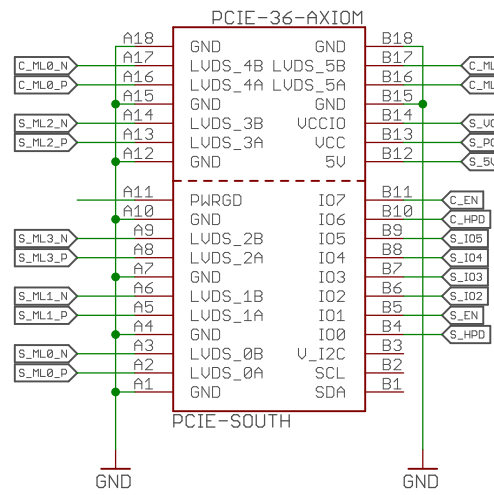 PCIE-36-AXIOM
A18 GND GND B18
C_ML0_N A17 LVDS_4B LVDS_5B B17 C_ML
C_ML0_P A16 LVDS_4A LVDS_5A B16 C_ML
A15 GND GND B15
S_ML2_N A14 LVDS_3B VCCIO B14 S_VC
S_ML2_P A13 LVDS_3A VCC B13 S_PC
A12 GND 5V B12 S_5V
A11 PWRGD IO7 B11 C_EN
A10 GND IO6 B10 C_HPD
S_ML3_N A9 LVDS_2B IO5 B9 S_IO5
S_ML3_P A8 LVDS_2A IO4 B8 S_IO4
A7 GND IO3 B7 S_IO3
S_ML1_N A6 LVDS_1B IO2 B6 S_IO2
S_ML1_P A5 LVDS_1A IO1 B5 S_EN
A4 GND IO0 B4 S_HPD
S_ML0_N A3 LVDS_0B V_I2C B3
S_ML0_P A2 LVDS_0A SCL B2
A1 GND SDA B1
PCIE-SOUTH
GND GND